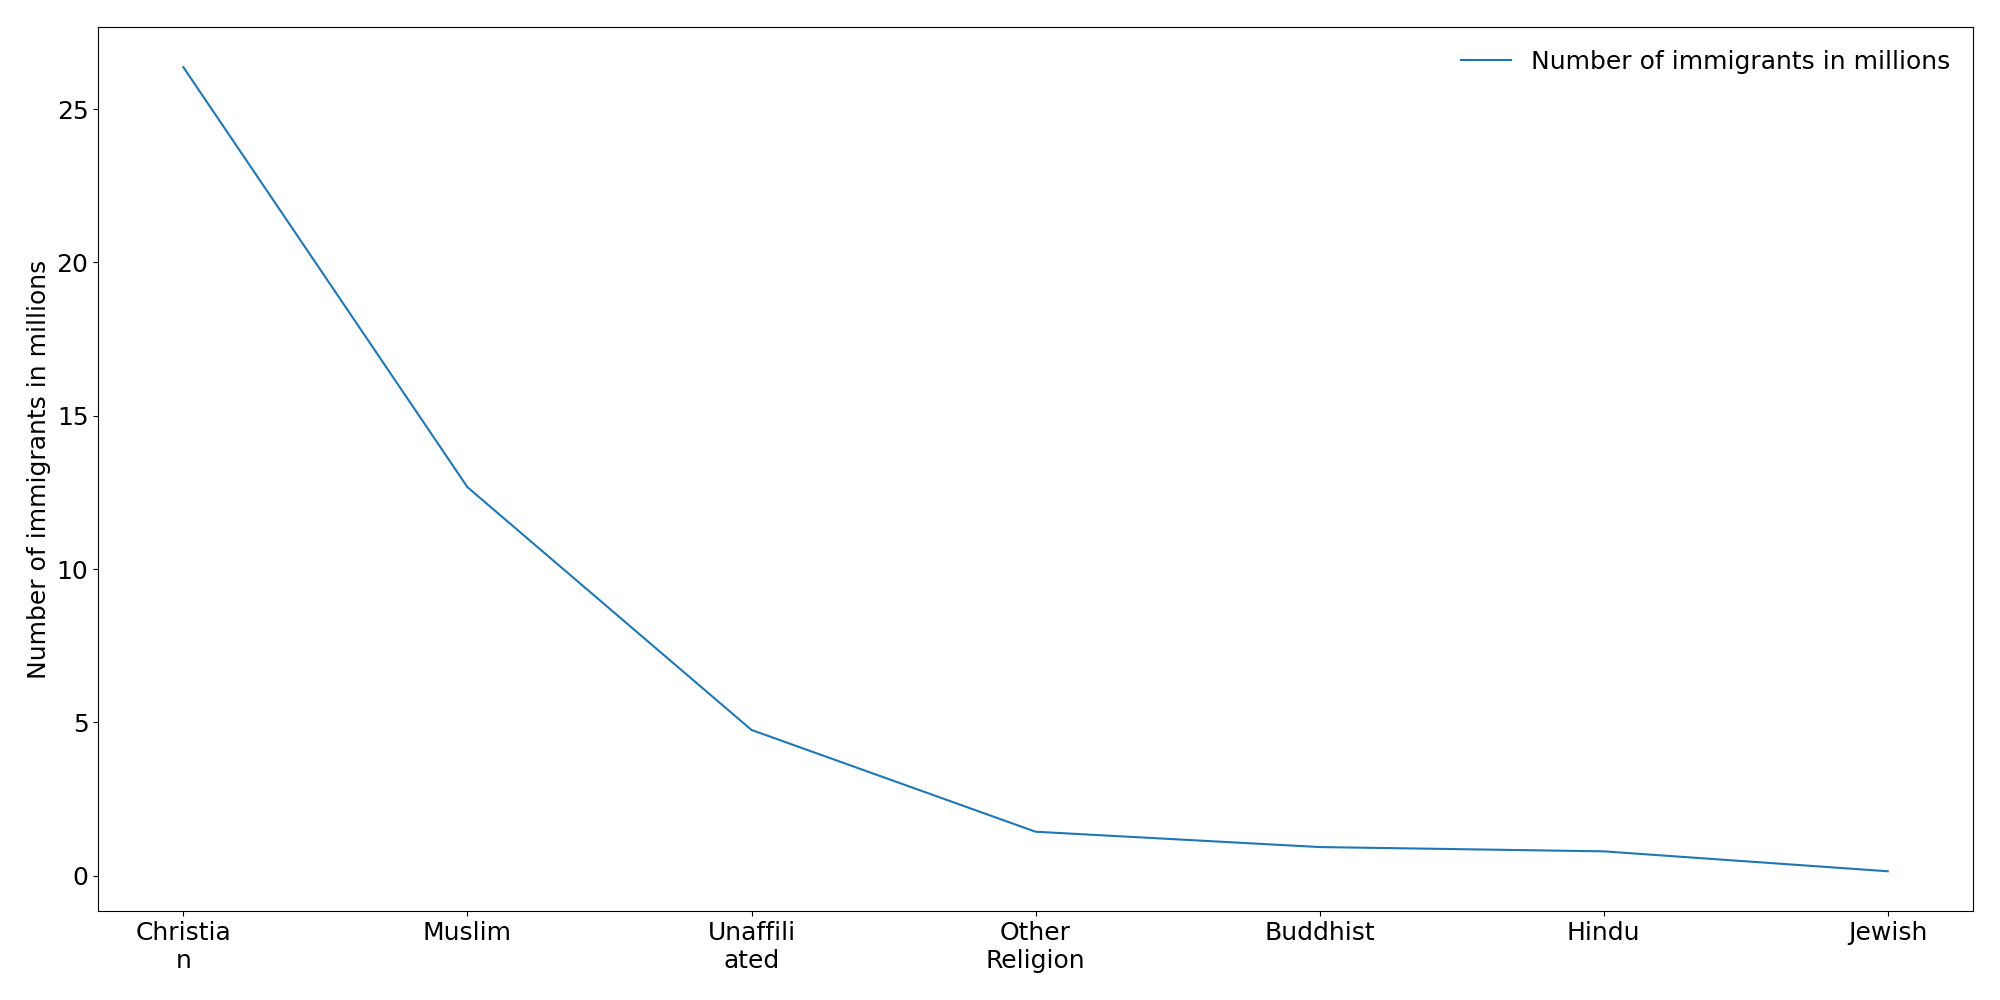 Number of immigrants in millions
Number of immigrants in millions
25
20
15
10
5
0
Christia
n
Muslim
Unaffili
ated
Other
Religion
Buddhist
Hindu
Jewish